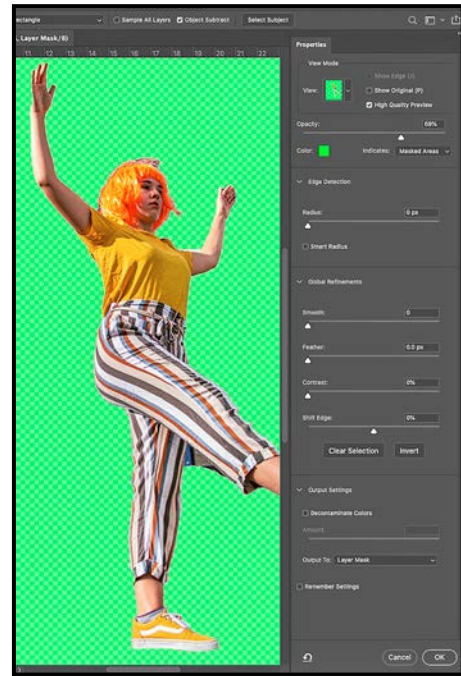 ectangle
Sample All Layers
Object Subtract
Select Subject
, Layer Mask/8)
11 12 13 14 15 16 17 18 19 20 21 22
Properties
View Mode
View:
Show Edge (J)
Show Original (P)
High Quality Preview
Opacity: 69%
Color:
Indicates: Masked Areas
Edge Detection
Radius: 0 px
Smart Radius
Global Refinements
Smooth: 0
Feather: 0.0 px
Contrast: 0%
Shift Edge: 0%
Clear Selection
Invert
Output Settings
Decontaminate Colors
Amount:
Output To: Layer Mask
Remember Settings
Cancel
OK